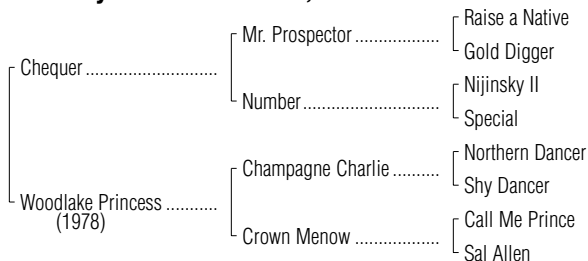 Raise a Native
Mr. Prospector ....................
Gold Digger
Chequer ...............................
Nijinsky II
Number ................................
Special
Northern Dancer
Champagne Charlie ...........
Shy Dancer
Woodlake Princess ............
(1978)
Call Me Prince
Crown Menow ...................
Sal Allen